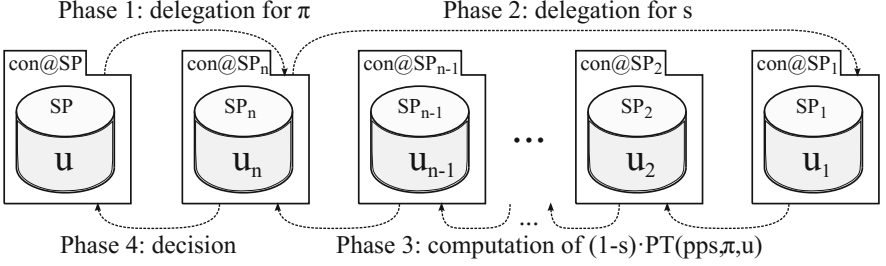 Phase 1: delegation for π Phase 2: delegation for s
con@SP con@SPₙ con@SPₙ₋₁ con@SP₂ con@SP₁
SP SPₙ SPₙ₋₁ SP₂ SP₁
...
u uₙ uₙ₋₁ u₂ u₁
...
Phase 4: decision Phase 3: computation of (1-s)·PT(pps,π,u)